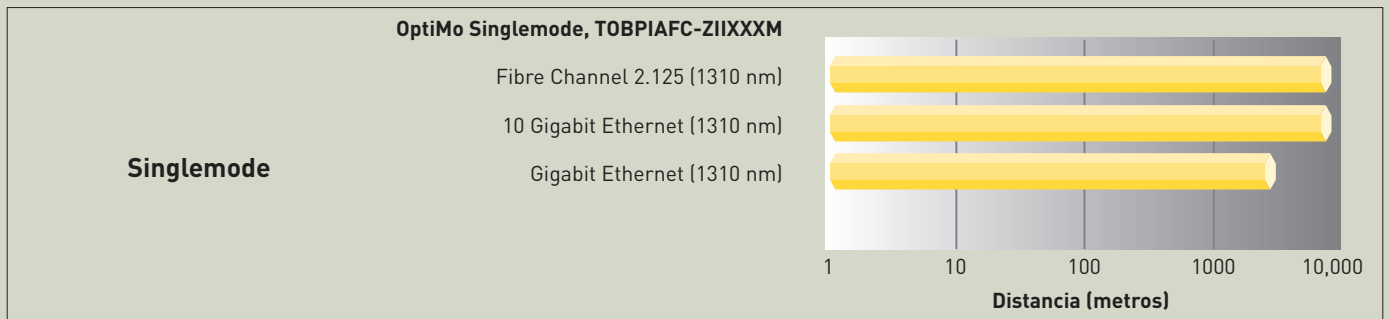 OptiMo Singlemode, TOBPIAFC-ZIIXXXM
Fibre Channel 2.125 (1310 nm)
10 Gigabit Ethernet (1310 nm)
Singlemode
Gigabit Ethernet (1310 nm)
1 10 100 1000 10,000
Distancia (metros)